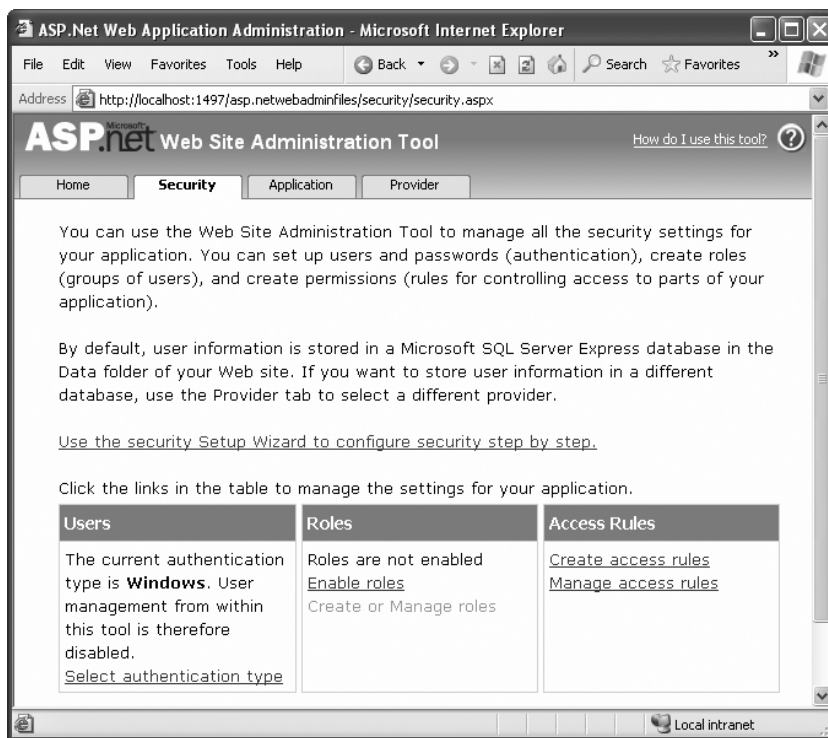 ASP.Net Web Application Administration - Microsoft Internet Explorer
File Edit View Favorites Tools Help Back Search Favorites »
Address http://localhost:1497/asp.netwebadminfiles/security/security.aspx
Microsoft
ASP.net Web Site Administration Tool How do I use this tool? ?
Home Security Application Provider
You can use the Web Site Administration Tool to manage all the security settings for
your application. You can set up users and passwords (authentication), create roles
(groups of users), and create permissions (rules for controlling access to parts of your
application).
By default, user information is stored in a Microsoft SQL Server Express database in the
Data folder of your Web site. If you want to store user information in a different
database, use the Provider tab to select a different provider.
Use the security Setup Wizard to configure security step by step.
Click the links in the table to manage the settings for your application.
Users
The current authentication
type is Windows. User
management from within
this tool is therefore
disabled.
Select authentication type
Roles
Roles are not enabled
Enable roles
Create or Manage roles
Access Rules
Create access rules
Manage access rules
Local intranet